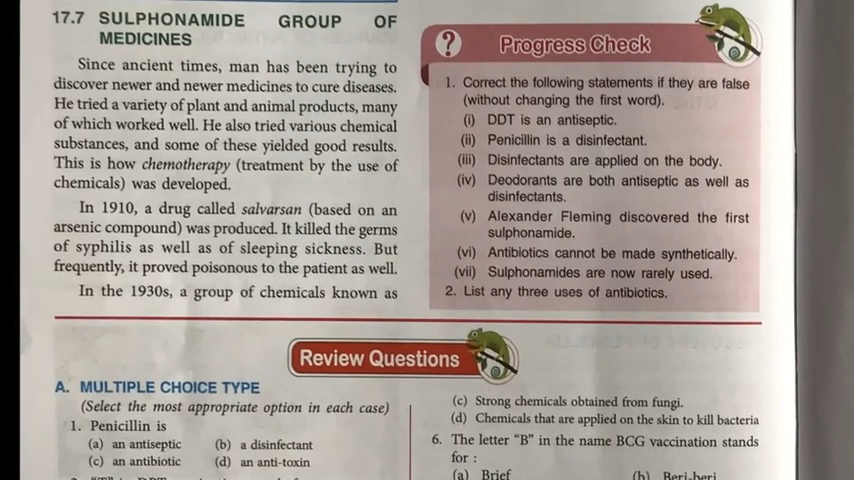 17.7 SULPHONAMIDE GROUP OF
MEDICINES
Since ancient times, man has been trying to
discover newer and newer medicines to cure diseases.
He tried a variety of plant and animal products, many
of which worked well. He also tried various chemical
substances, and some of these yielded good results.
This is how chemotherapy (treatment by the use of
chemicals) was developed.
In 1910, a drug called salvarsan (based on an
arsenic compound) was produced. It killed the germs
of syphilis as well as of sleeping sickness. But
frequently, it proved poisonous to the patient as well.
In the 1930s, a group of chemicals known as
? Progress Check
1. Correct the following statements if they are false
(without changing the first word).
(i) DDT is an antiseptic.
(ii) Penicillin is a disinfectant.
(iii) Disinfectants are applied on the body.
(iv) Deodorants are both antiseptic as well as
disinfectants.
(v) Alexander Fleming discovered the first
sulphonamide.
(vi) Antibiotics cannot be made synthetically.
(vii) Sulphonamides are now rarely used.
2. List any three uses of antibiotics.
Review Questions
A. MULTIPLE CHOICE TYPE
(Select the most appropriate option in each case)
1. Penicillin is
(a) an antiseptic (b) a disinfectant
(c) an antibiotic (d) an anti-toxin
(c) Strong chemicals obtained from fungi.
(d) Chemicals that are applied on the skin to kill bacteria
6. The letter "B" in the name BCG vaccination stands
for :
(a) Brief (b) Beri-beri